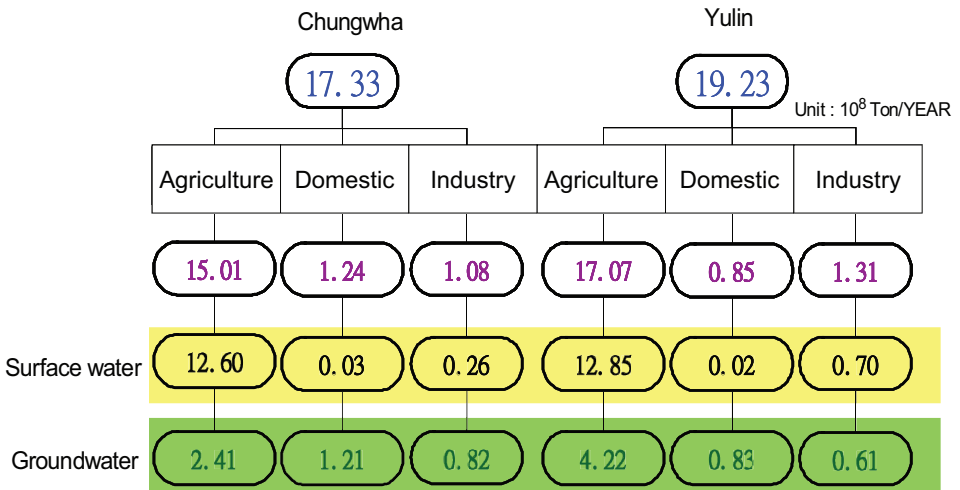 Chungwha Yulin
17. 33 19. 23
Unit : 10⁸ Ton/YEAR
Agriculture Domestic Industry Agriculture Domestic Industry
15. 01 1. 24 1. 08 17. 07 0. 85 1. 31
Surface water 12. 60 0. 03 0. 26 12. 85 0. 02 0. 70
Groundwater 2. 41 1. 21 0. 82 4. 22 0. 83 0. 61